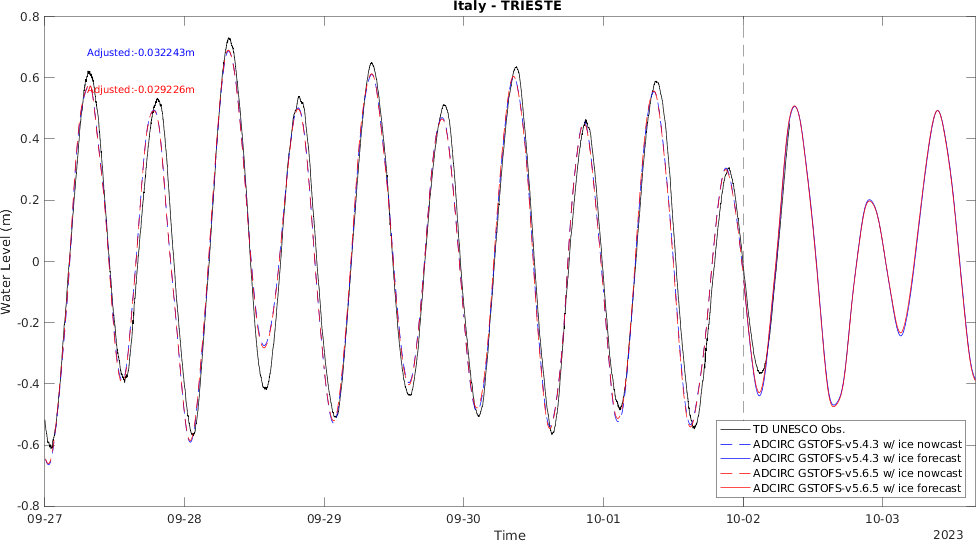 Italy - TRIESTE
Adjusted:-0.032243m
Adjusted:-0.029226m
Water Level (m)
0.8
0.6
0.4
0.2
0
-0.2
-0.4
-0.6
-0.8
TD UNESCO Obs.
ADCIRC GSTOFS-v5.4.3 w/ ice nowcast
ADCIRC GSTOFS-v5.4.3 w/ ice forecast
ADCIRC GSTOFS-v5.6.5 w/ ice nowcast
ADCIRC GSTOFS-v5.6.5 w/ ice forecast
09-27 09-28 09-29 09-30 10-01 10-02 10-03
Time
2023